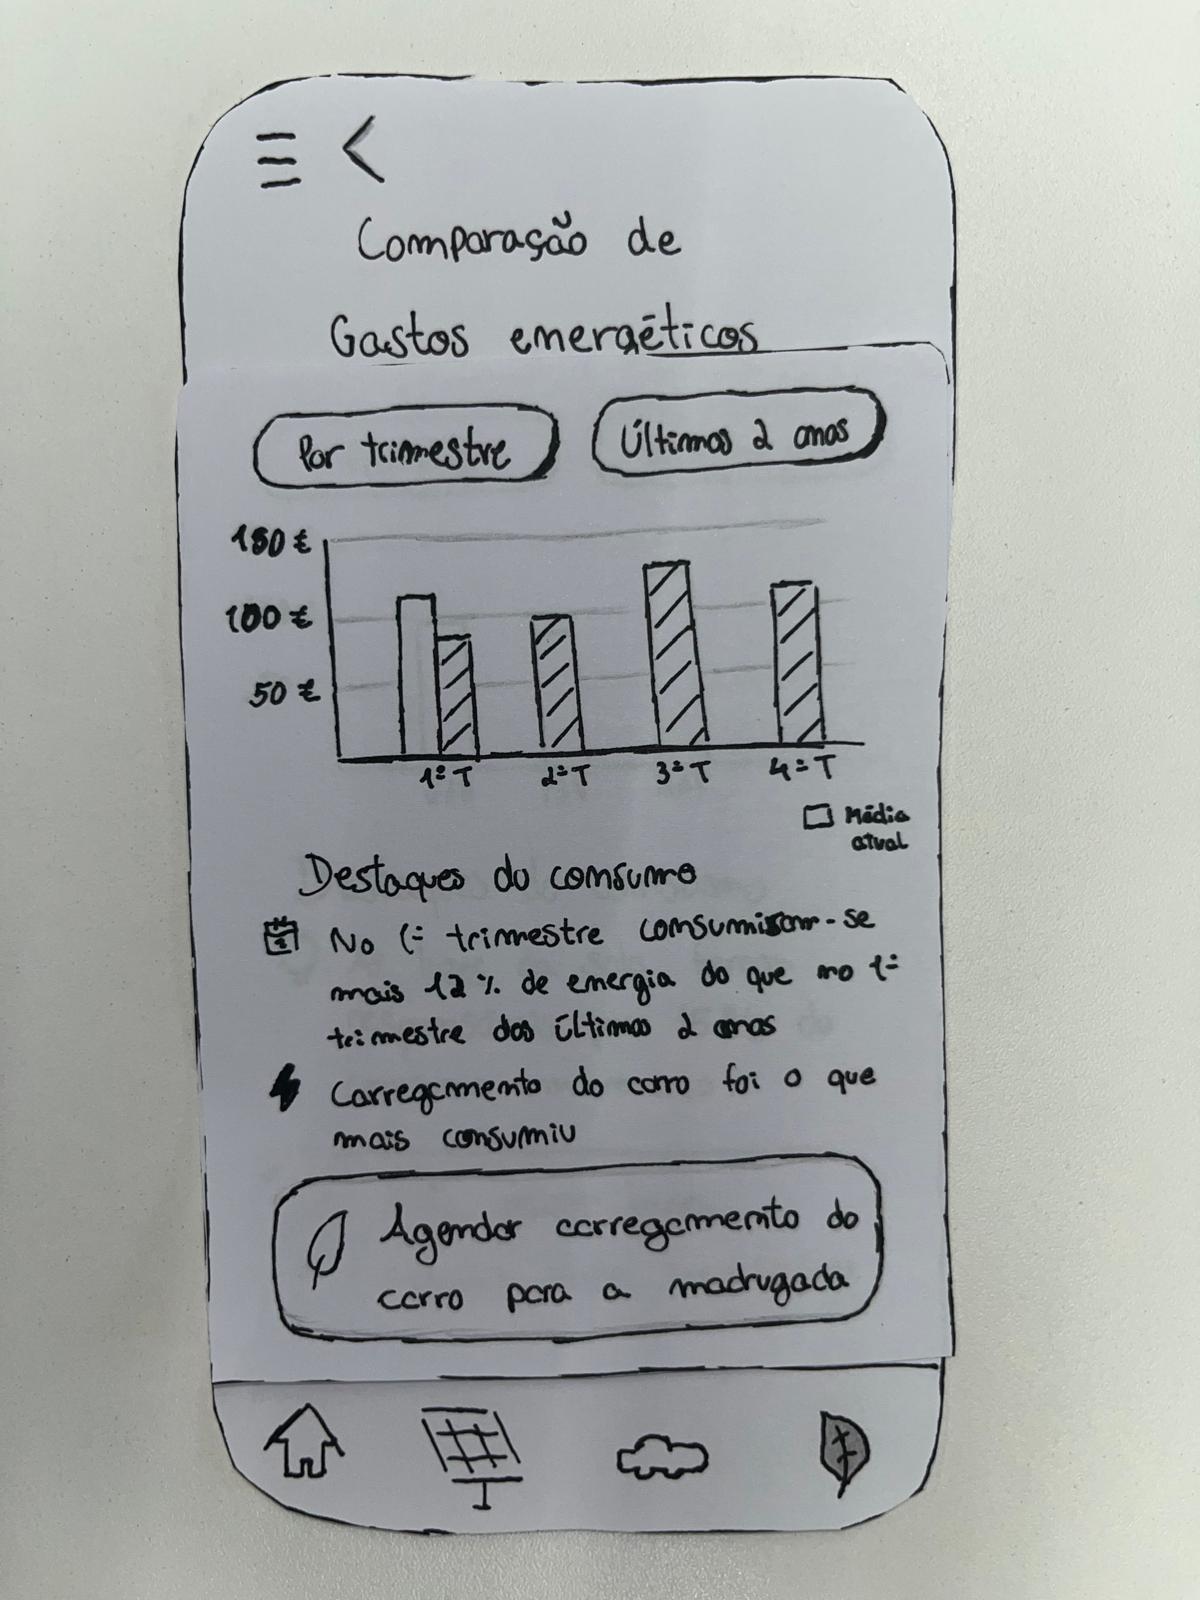 Comparação de
Gastos energéticos
Por trimestre
Últimos 2 anos
150 €
100 €
50 €
1º T
2º T
3º T
4º T
Média
atual
Destaques do consumo
No 1º trimestre consumiram-se
mais 12 % de energia do que no 1º
trimestre dos últimos 2 anos
Carregamento do carro foi o que
mais consumiu
Agendar carregamento do
carro para a madrugada